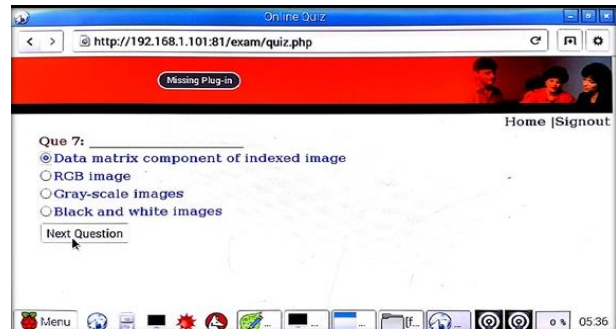 Online Quiz
http://192.168.1.101:81/exam/quiz.php
Missing Plug-in
Home |Signout
Que 7: ____________________
Data matrix component of indexed image
RGB image
Gray-scale images
Black and white images
Next Question
Menu
[f...
0 %
05:36